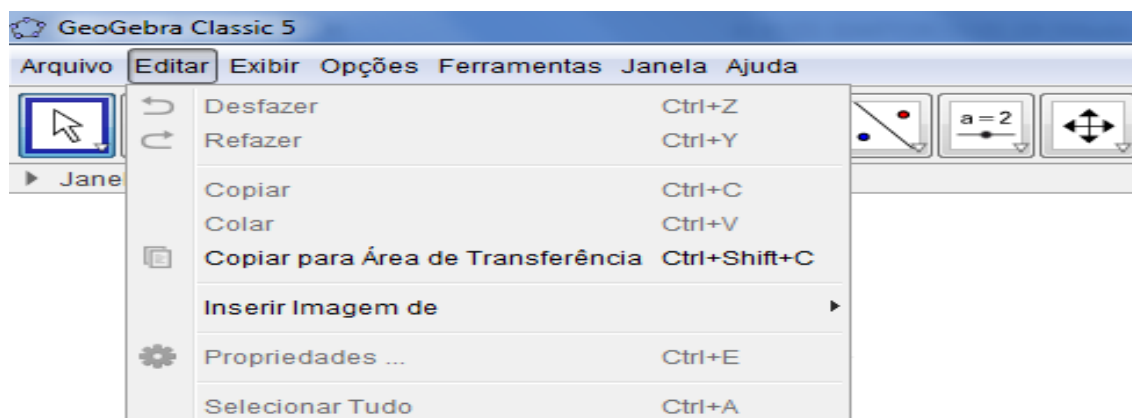 GeoGebra Classic 5
Arquivo Editar Exibir Opções Ferramentas Janela Ajuda
a = 2
Jane
Desfazer Ctrl+Z
Refazer Ctrl+Y
Copiar Ctrl+C
Colar Ctrl+V
Copiar para Área de Transferência Ctrl+Shift+C
Inserir Imagem de
Propriedades ... Ctrl+E
Selecionar Tudo Ctrl+A